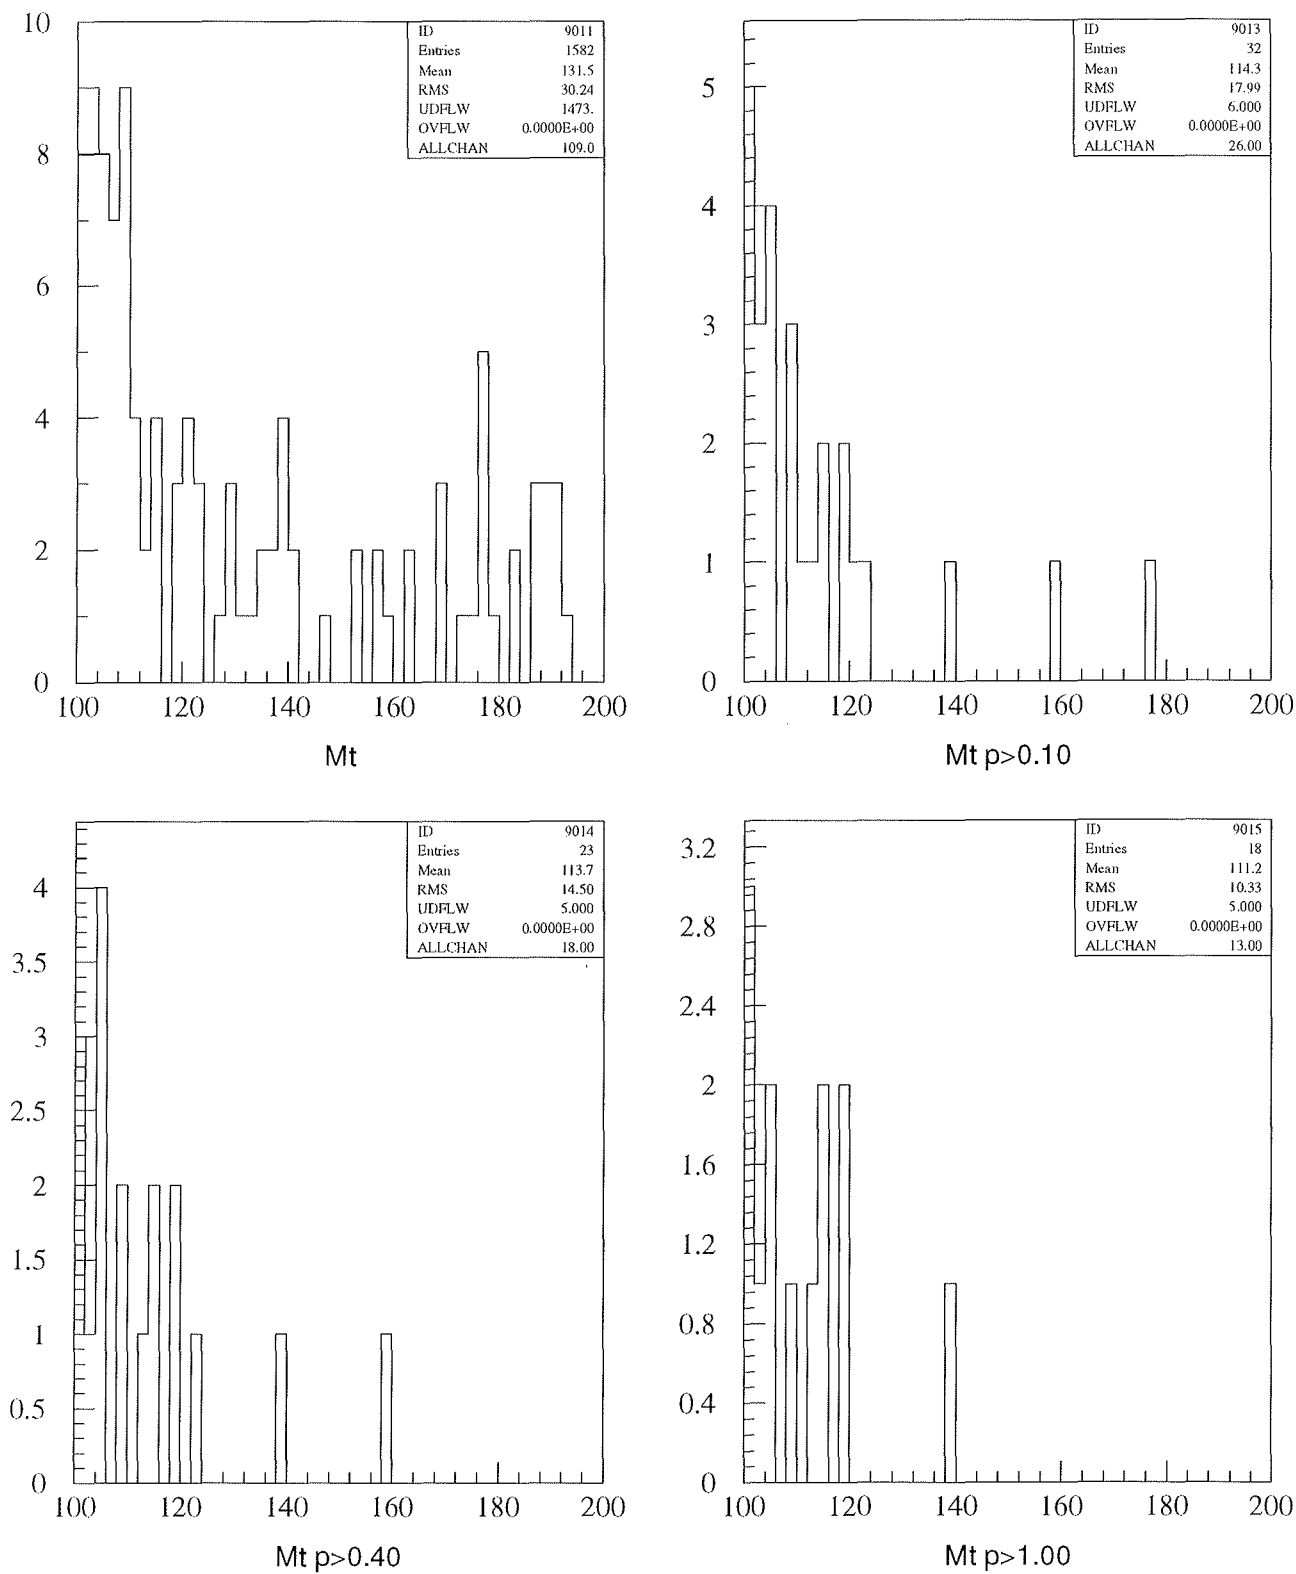 10
8
6
4
2
0
100 120 140 160 180 200
Mt
ID 9011
Entries 1582
Mean 131.5
RMS 30.24
UDFLW 1473.
OVFLW 0.0000E+00
ALLCHAN 109.0
5
4
3
2
1
0
100 120 140 160 180 200
Mt p>0.10
ID 9013
Entries 32
Mean 114.3
RMS 17.99
UDFLW 6.000
OVFLW 0.0000E+00
ALLCHAN 26.00
4
3.5
3
2.5
2
1.5
1
0.5
0
100 120 140 160 180 200
Mt p>0.40
ID 9014
Entries 23
Mean 113.7
RMS 14.50
UDFLW 5.000
OVFLW 0.0000E+00
ALLCHAN 18.00
3.2
2.8
2.4
2
1.6
1.2
0.8
0.4
0
100 120 140 160 180 200
Mt p>1.00
ID 9015
Entries 18
Mean 111.2
RMS 10.33
UDFLW 5.000
OVFLW 0.0000E+00
ALLCHAN 13.00